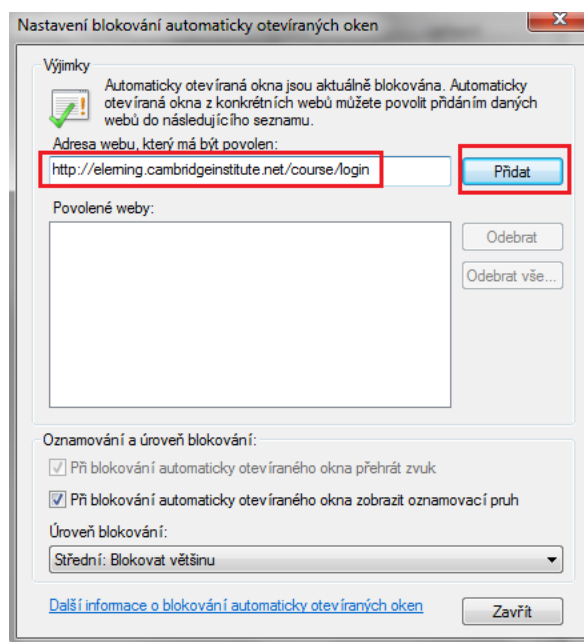 Nastavení blokování automaticky otevíraných oken
Výjimky
Automaticky otevíraná okna jsou aktuálně blokována. Automaticky
otevíraná okna z konkrétních webů můžete povolit přidáním daných
webů do následujícího seznamu.
Adresa webu, který má být povolen:
http://elerning.cambridgeinstitute.net/course/login
Přidat
Povolené weby:
Odebrat
Odebrat vše...
Oznamování a úroveň blokování:
Při blokování automaticky otevíraného okna přehrát zvuk
Při blokování automaticky otevíraného okna zobrazit oznamovací pruh
Úroveň blokování:
Střední: Blokovat většinu
Další informace o blokování automaticky otevíraných oken
Zavřít